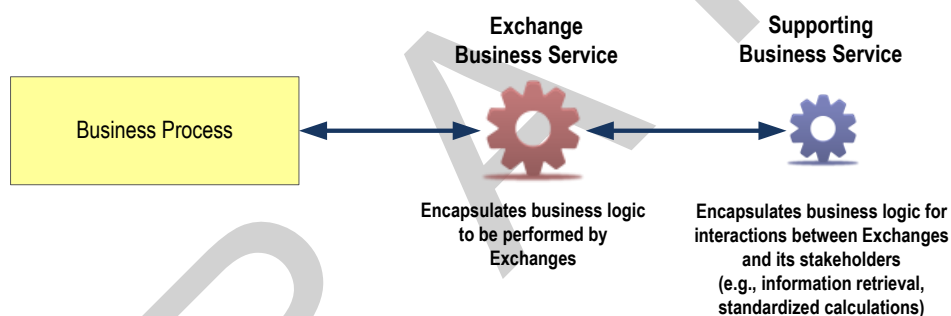 Exchange
Business Service
Supporting
Business Service
Business Process
Encapsulates business logic
to be performed by
Exchanges
Encapsulates business logic for
interactions between Exchanges
and its stakeholders
(e.g., information retrieval,
standardized calculations)